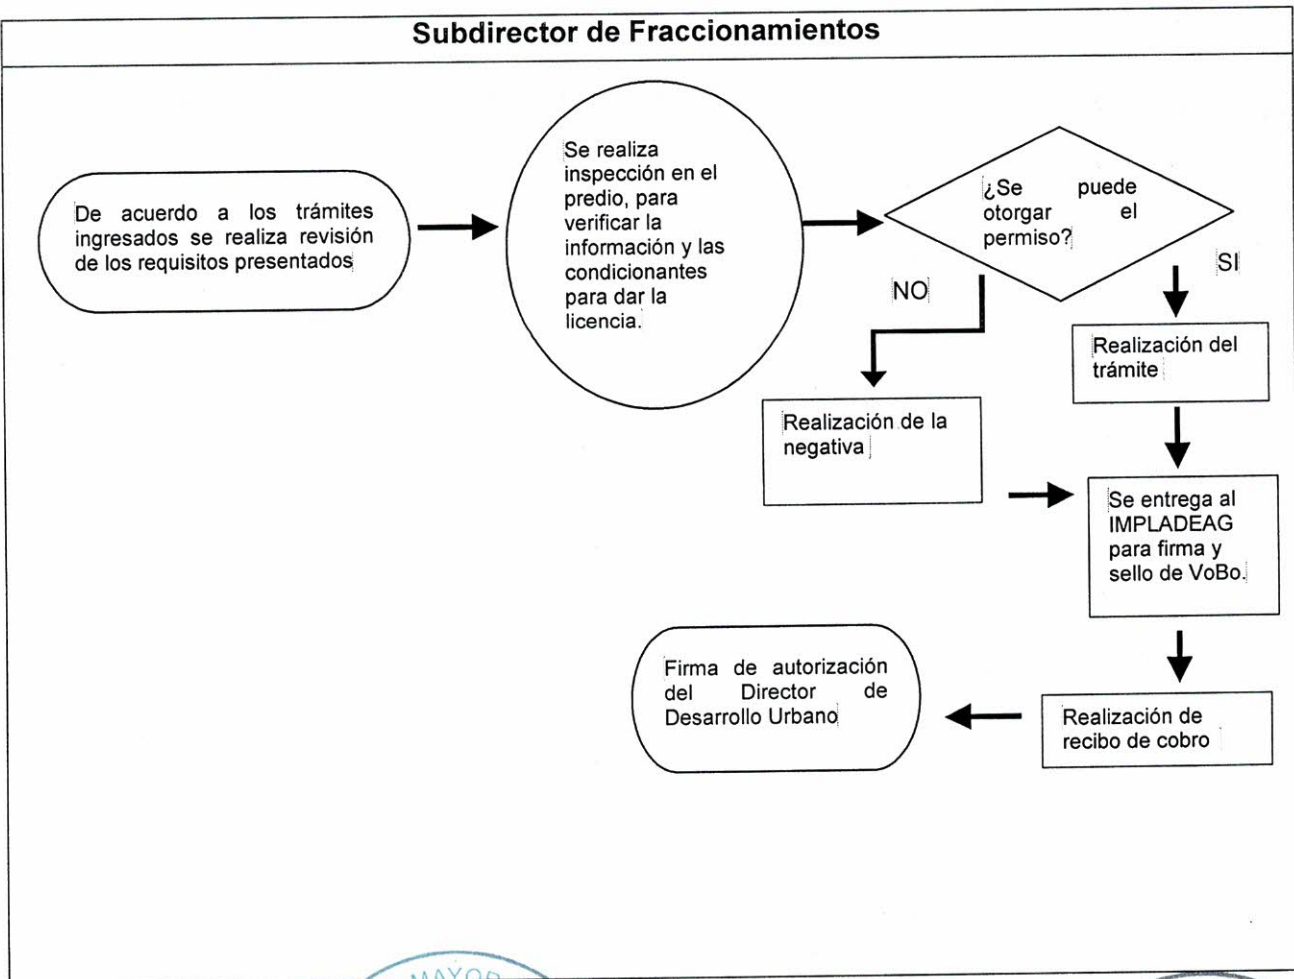 Subdirector de Fraccionamientos
De acuerdo a los trámites
ingresados se realiza revisión
de los requisitos presentados
Se realiza
inspección en el
predio, para
verificar la
información y las
condicionantes
para dar la
licencia.
¿Se puede
otorgar el
permiso?
NO
SI
Realización del
trámite
Realización de la
negativa
Se entrega al
IMPLADEAG
para firma y
sello de VoBo.
Realización de
recibo de cobro
Firma de autorización
del Director de
Desarrollo Urbano
MAYOR